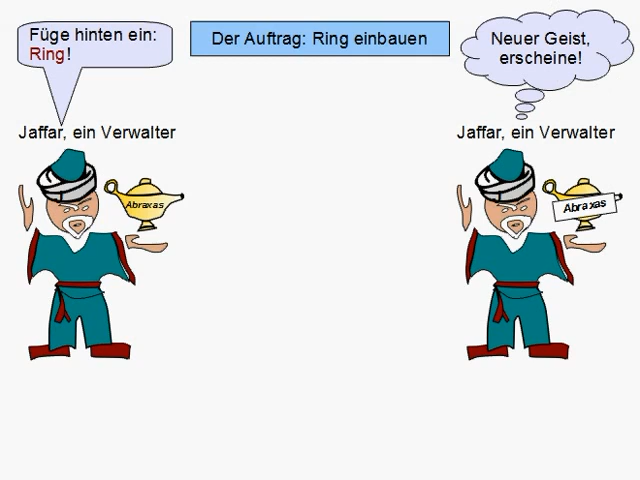 Füge hinten ein:
Ring!
Der Auftrag: Ring einbauen
Neuer Geist,
erscheine!
Jaffar, ein Verwalter
Jaffar, ein Verwalter
Abraxas
Abraxas